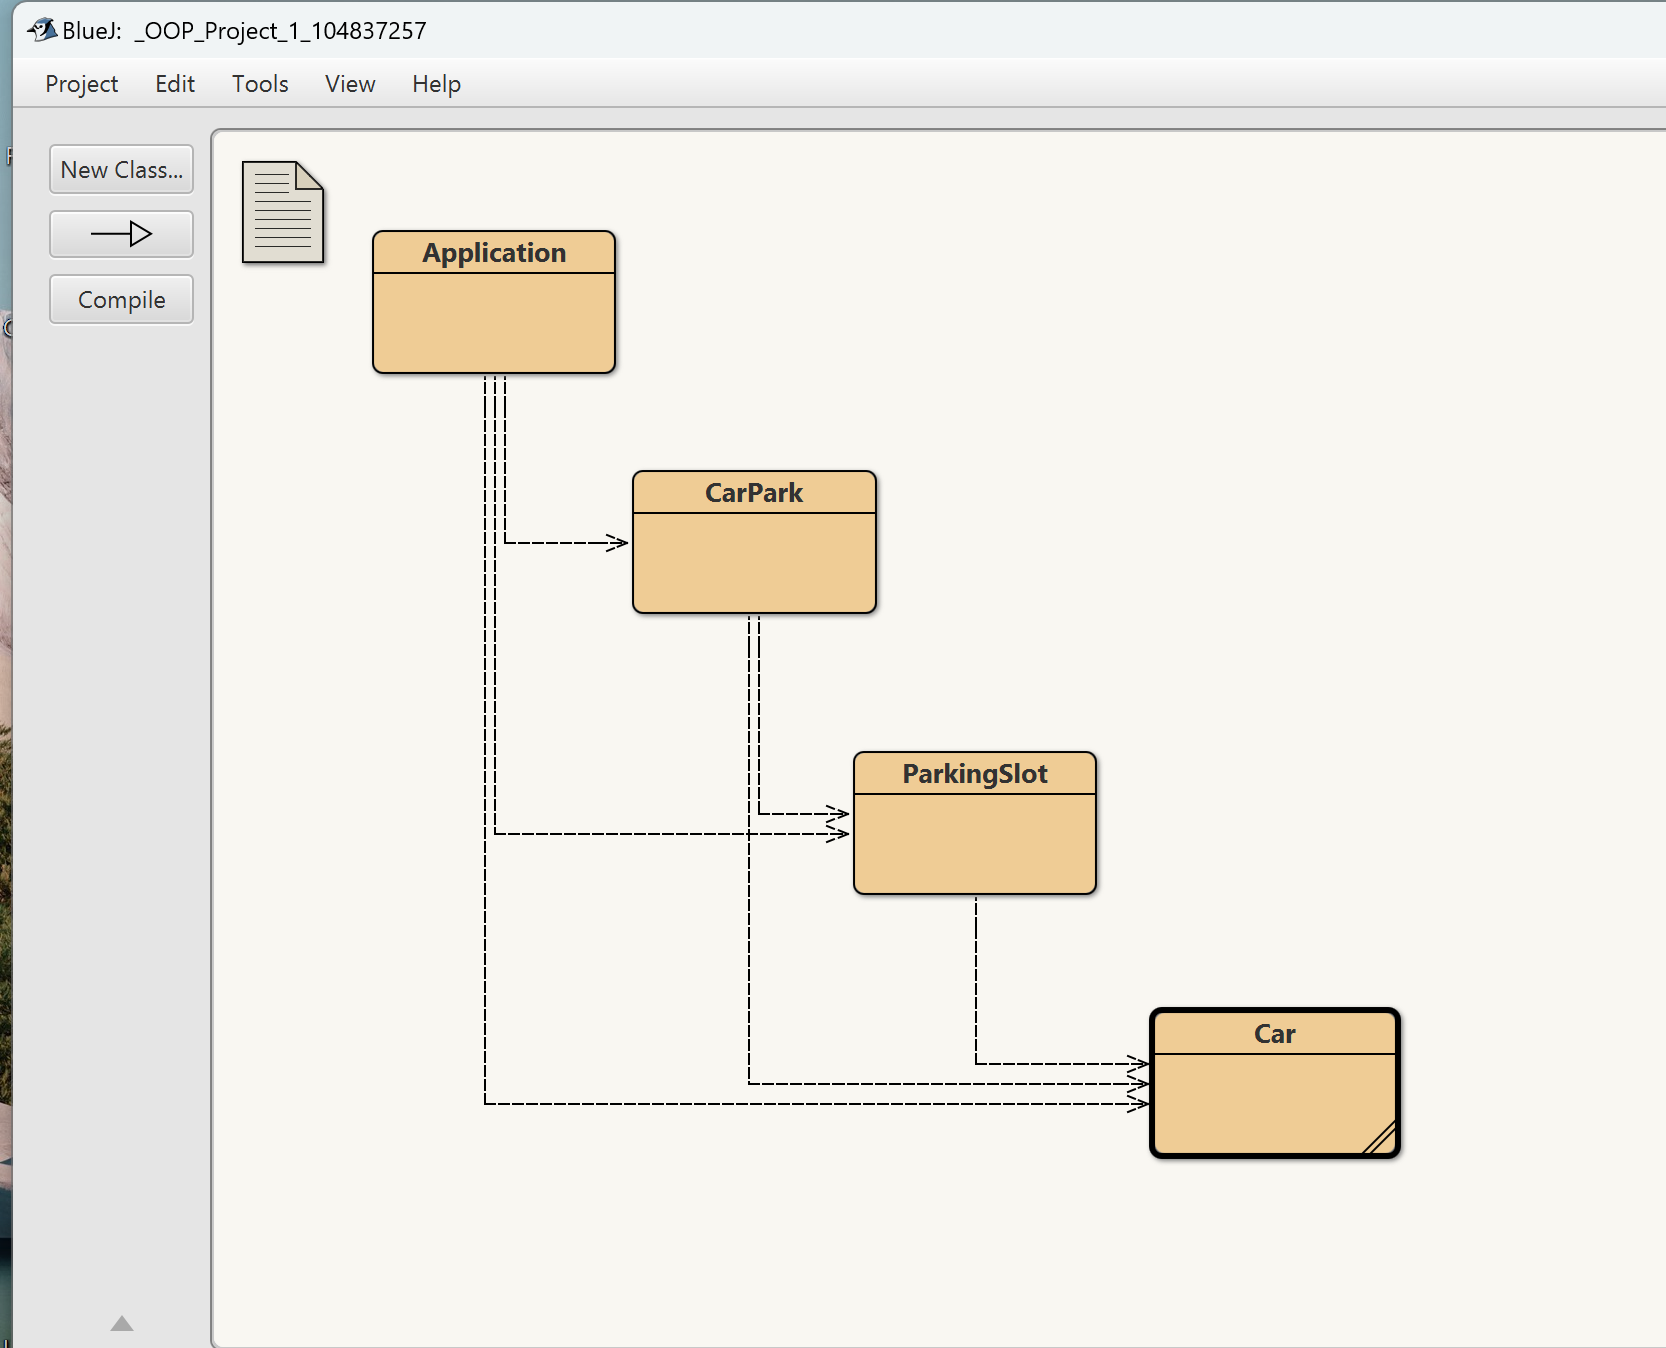 BlueJ: _OOP_Project_1_104837257
Project Edit Tools View Help
New Class...
Compile
Application
CarPark
ParkingSlot
Car